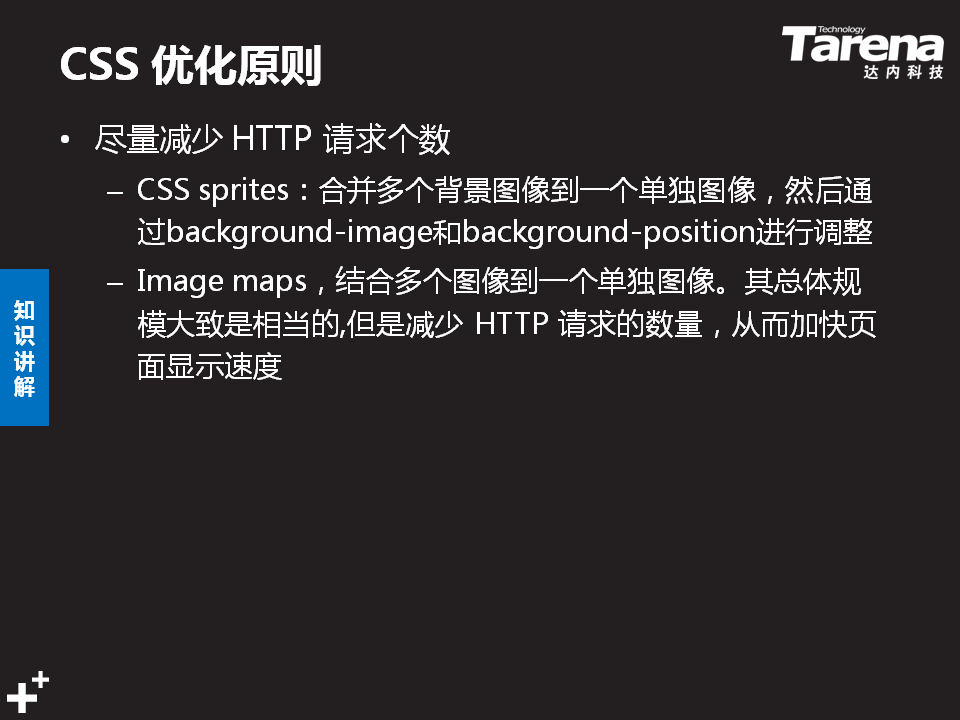 CSS 优化原则
Technology
Tarena
达内科技
• 尽量减少 HTTP 请求个数
– CSS sprites：合并多个背景图像到一个单独图像，然后通
过background-image和background-position进行调整
– Image maps，结合多个图像到一个单独图像。其总体规
模大致是相当的,但是减少 HTTP 请求的数量，从而加快页
面显示速度
知
识
讲
解